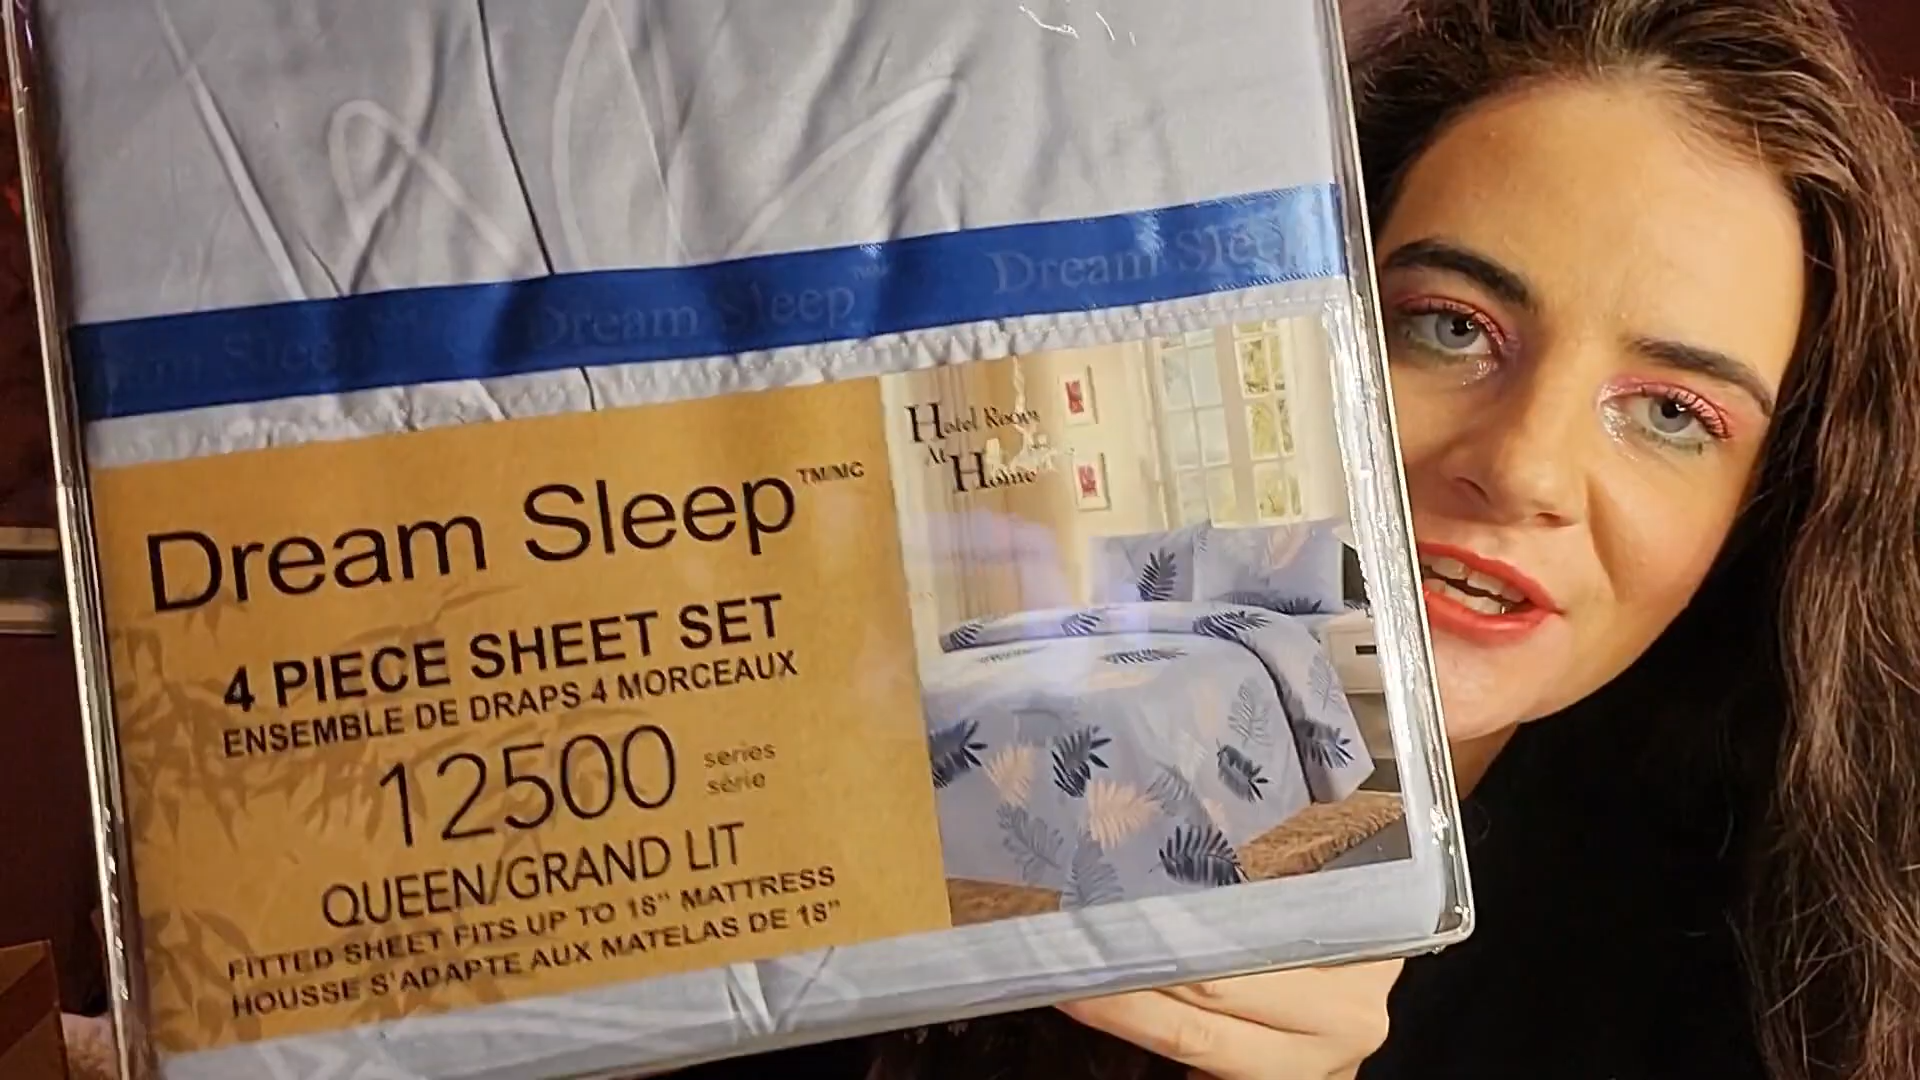 Dream Sleep™
Dream Sleep
Dream Sleep TM/MC
4 PIECE SHEET SET
ENSEMBLE DE DRAPS 4 MORCEAUX
12500 series
série
QUEEN/GRAND LIT
FITTED SHEET FITS UP TO 18" MATTRESS
HOUSSE S'ADAPTE AUX MATELAS DE 18"
Hotel Room
At Home